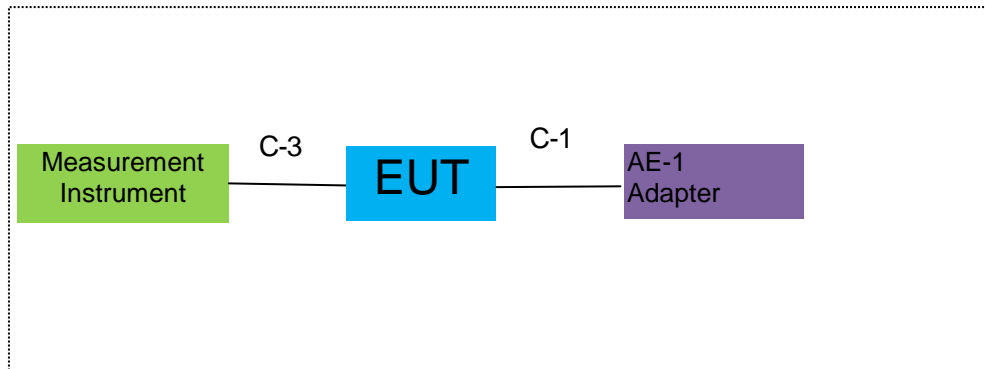 C-3
C-1
Measurement
Instrument
EUT
AE-1
Adapter